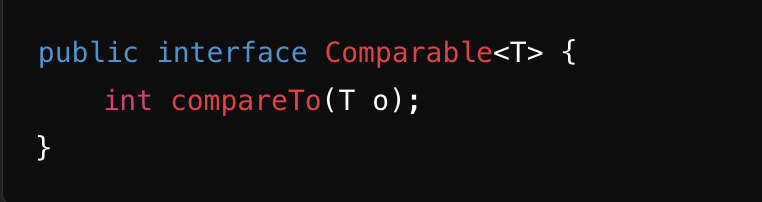 public interface Comparable<T> {
    int compareTo(T o);
}